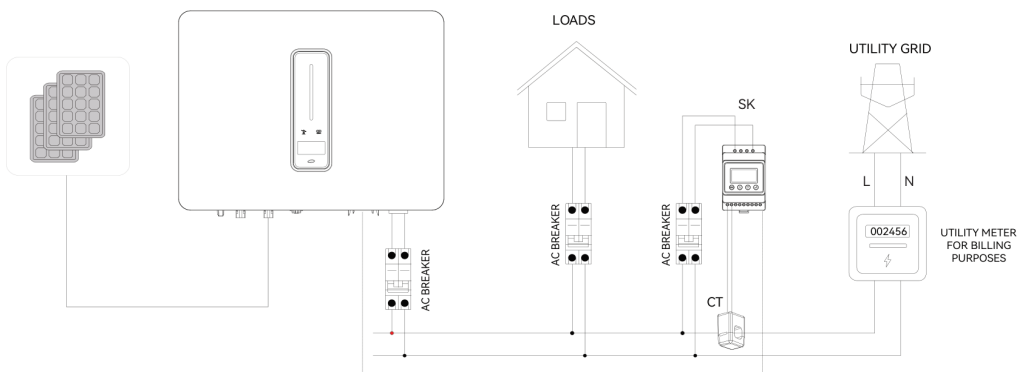 LOADS
UTILITY GRID
SK
L
N
AC BREAKER
AC BREAKER
AC BREAKER
002456
UTILITY METER
FOR BILLING
PURPOSES
CT